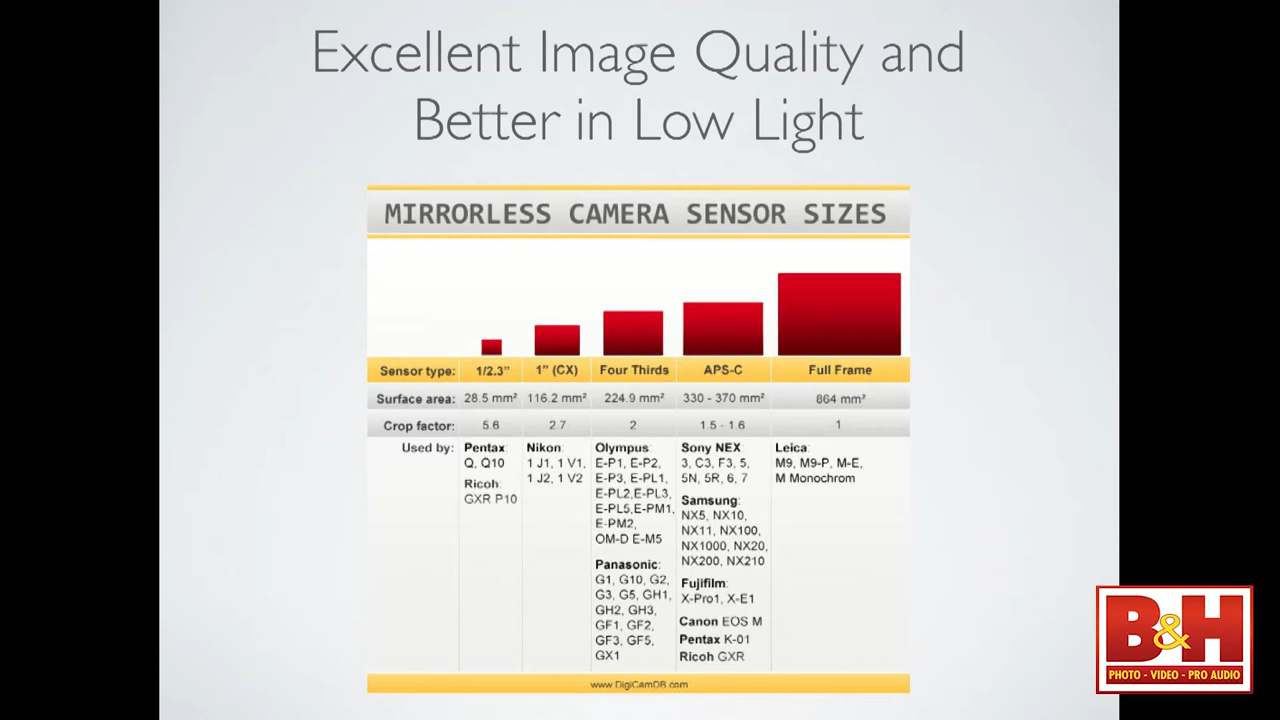 Excellent Image Quality and
Better in Low Light
MIRRORLESS CAMERA SENSOR SIZES
Sensor type: 1/2.3" 1" (CX) Four Thirds APS-C Full Frame
Surface area: 28.5 mm² 116.2 mm² 224.9 mm² 330 - 370 mm² 864 mm²
Crop factor: 5.6 2.7 2 1.5 - 1.6 1
Used by:
Pentax:
Q, Q10
Ricoh:
GXR P10
Nikon:
1 J1, 1 V1,
1 J2, 1 V2
Olympus:
E-P1, E-P2,
E-P3, E-PL1,
E-PL2,E-PL3,
E-PL5,E-PM1,
E-PM2,
OM-D E-M5
Panasonic:
G1, G10, G2,
G3, G5, GH1,
GH2, GH3,
GF1, GF2,
GF3, GF5,
GX1
Sony NEX:
3, C3, F3, 5,
5N, 5R, 6, 7
Samsung:
NX5, NX10,
NX11, NX100,
NX1000, NX20,
NX200, NX210
Fujifilm:
X-Pro1, X-E1
Canon EOS M
Pentax K-01
Ricoh GXR
Leica:
M9, M9-P, M-E,
M Monochrom
www.DigiCamDB.com
B&H
PHOTO - VIDEO - PRO AUDIO